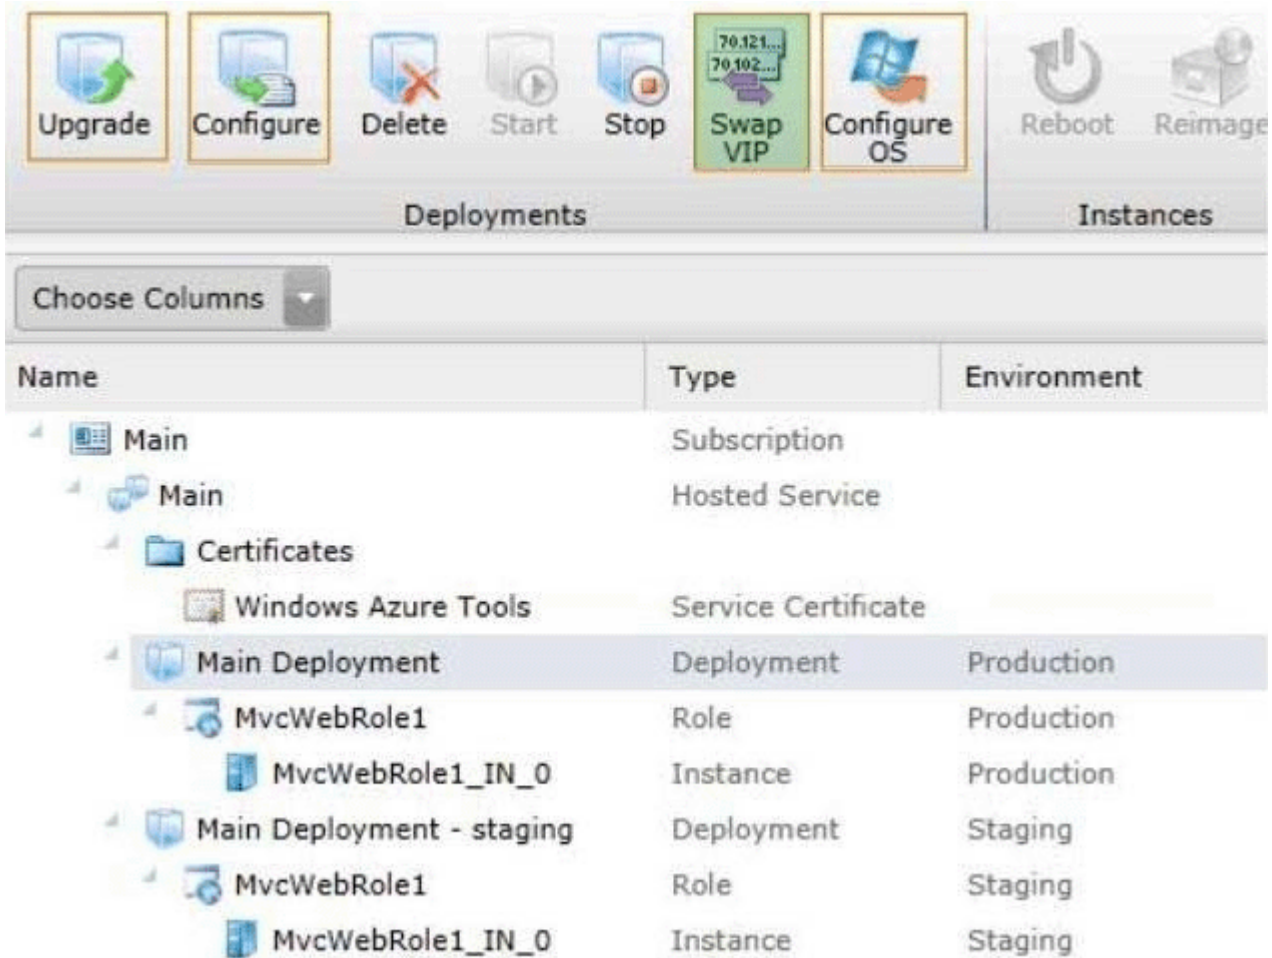 70.121...
70.102...
Upgrade Configure Delete Start Stop Swap VIP Configure OS Reboot Reimage
Deployments Instances
Choose Columns
Name Type Environment
Main Subscription
Main Hosted Service
Certificates
Windows Azure Tools Service Certificate
Main Deployment Deployment Production
MvcWebRole1 Role Production
MvcWebRole1_IN_0 Instance Production
Main Deployment - staging Deployment Staging
MvcWebRole1 Role Staging
MvcWebRole1_IN_0 Instance Staging